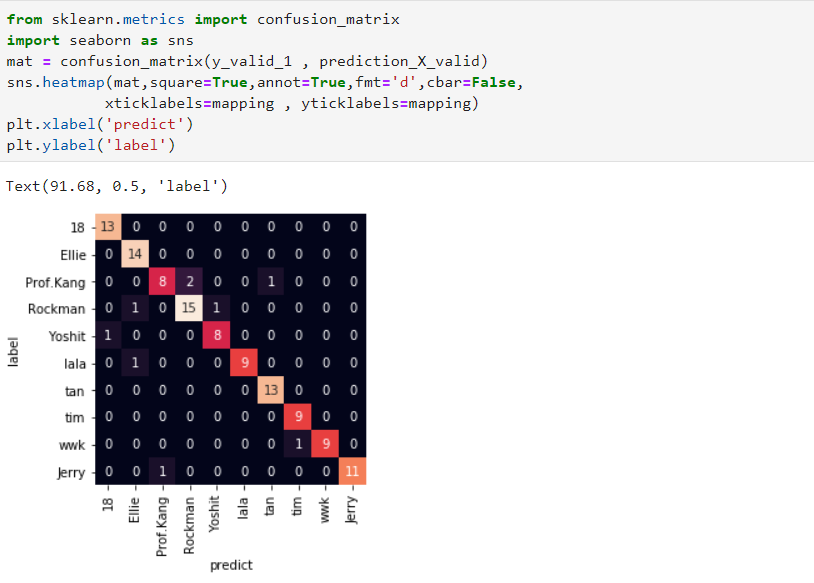 from sklearn.metrics import confusion_matrix
import seaborn as sns
mat = confusion_matrix(y_valid_1 , prediction_X_valid)
sns.heatmap(mat,square=True,annot=True,fmt='d',cbar=False,
            xticklabels=mapping , yticklabels=mapping)
plt.xlabel('predict')
plt.ylabel('label')
Text(91.68, 0.5, 'label')
18 13 0 0 0 0 0 0 0 0 0
Ellie 0 14 0 0 0 0 0 0 0 0
Prof.Kang 0 0 8 2 0 0 1 0 0 0
Rockman 0 1 0 15 1 0 0 0 0 0
Yoshit 1 0 0 0 8 0 0 0 0 0
lala 0 1 0 0 0 9 0 0 0 0
tan 0 0 0 0 0 0 13 0 0 0
tim 0 0 0 0 0 0 0 9 0 0
wwk 0 0 0 0 0 0 0 1 9 0
Jerry 0 0 1 0 0 0 0 0 0 11
label
18 Ellie Prof.Kang Rockman Yoshit lala tan tim wwk Jerry
predict